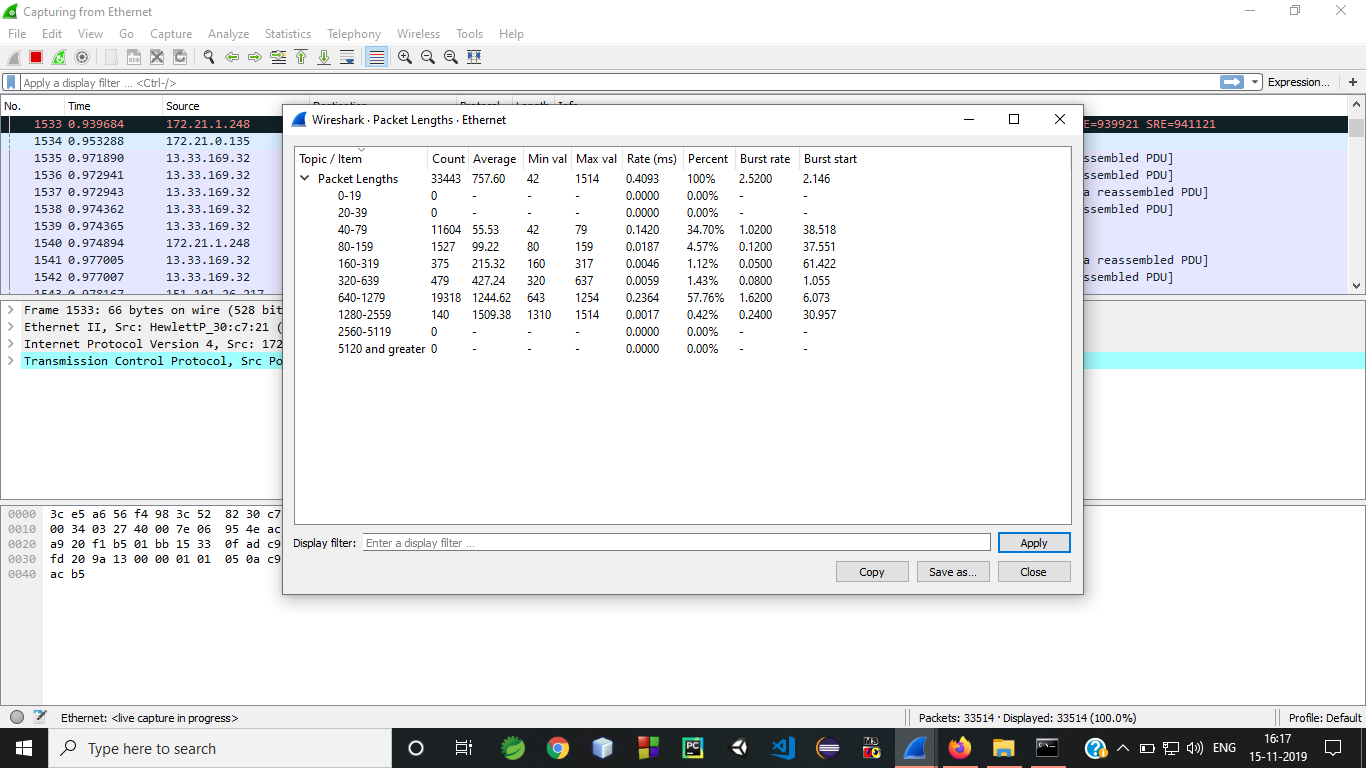 Capturing from Ethernet
File Edit View Go Capture Analyze Statistics Telephony Wireless Tools Help
Apply a display filter ... <Ctrl-/> Expression... +
No. Time Source
1533 0.939684 172.21.1.248 E=939921 SRE=941121
1534 0.953288 172.21.0.135
1535 0.971890 13.33.169.32 ssembled PDU]
1536 0.972941 13.33.169.32 ssembled PDU]
1537 0.972943 13.33.169.32 a reassembled PDU]
1538 0.974362 13.33.169.32 ssembled PDU]
1539 0.974365 13.33.169.32
1540 0.974894 172.21.1.248
1541 0.977005 13.33.169.32 a reassembled PDU]
1542 0.977007 13.33.169.32 ssembled PDU]
1543 0.978167 151.101.26.217
Wireshark · Packet Lengths · Ethernet
Topic / Item Count Average Min val Max val Rate (ms) Percent Burst rate Burst start
Packet Lengths 33443 757.60 42 1514 0.4093 100% 2.5200 2.146
0-19 0 - - - 0.0000 0.00% - -
20-39 0 - - - 0.0000 0.00% - -
40-79 11604 55.53 42 79 0.1420 34.70% 1.0200 38.518
80-159 1527 99.22 80 159 0.0187 4.57% 0.1200 37.551
160-319 375 215.32 160 317 0.0046 1.12% 0.0500 61.422
320-639 479 427.24 320 637 0.0059 1.43% 0.0800 1.055
640-1279 19318 1244.62 643 1254 0.2364 57.76% 1.6200 6.073
1280-2559 140 1509.38 1310 1514 0.0017 0.42% 0.2400 30.957
2560-5119 0 - - - 0.0000 0.00% - -
5120 and greater 0 - - - 0.0000 0.00% - -
Display filter: Enter a display filter ... Apply
Copy Save as... Close
Frame 1533: 66 bytes on wire (528 bit
Ethernet II, Src: HewlettP_30:c7:21 (
Internet Protocol Version 4, Src: 172
Transmission Control Protocol, Src Po
0000 3c e5 a6 56 f4 98 3c 52 82 30 c7
0010 00 34 03 27 40 00 7e 06 95 4e ac
0020 a9 20 f1 b5 01 bb 15 33 0f ad c9
0030 fd 20 9a 13 00 00 01 01 05 0a c9
0040 ac b5
Ethernet: <live capture in progress> Packets: 33514 · Displayed: 33514 (100.0%) Profile: Default
Type here to search ENG 16:17
15-11-2019